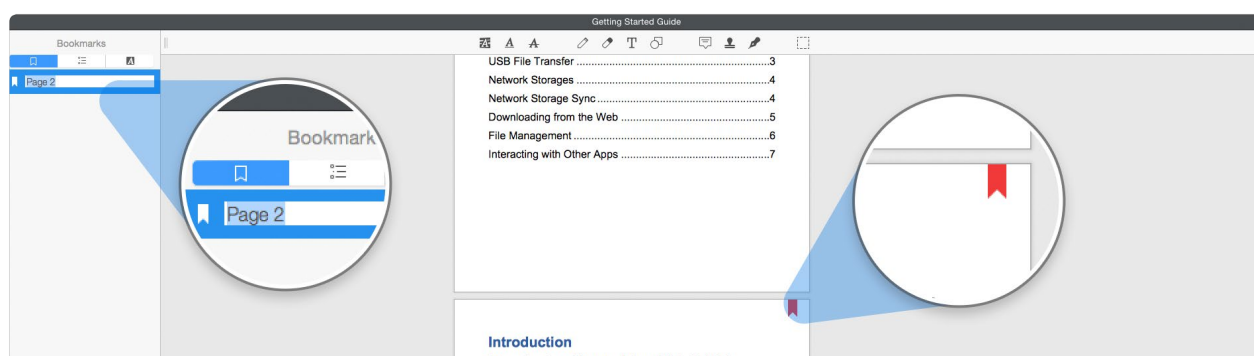 Getting Started Guide
Bookmarks
A A A T
Page 2
USB File Transfer ............................................................3
Network Storages ............................................................4
Network Storage Sync ............................................................4
Downloading from the Web ..................................................5
File Management ............................................................6
Interacting with Other Apps ..................................................7
Bookmark
Page 2
Introduction